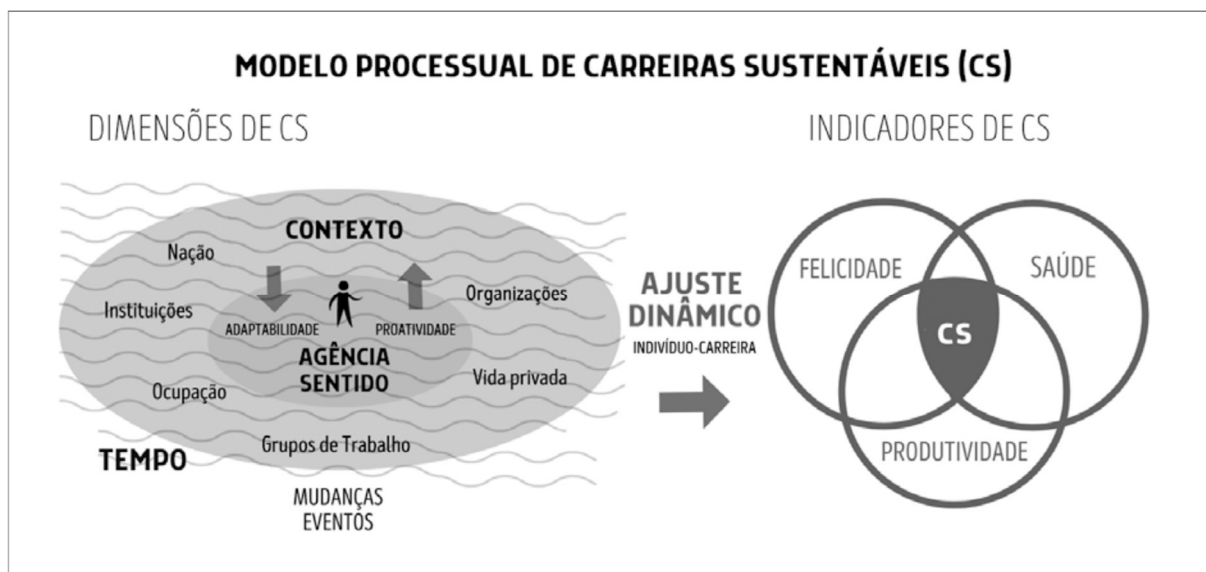 MODELO PROCESSUAL DE CARREIRAS SUSTENTÁVEIS (CS)
DIMENSÕES DE CS
INDICADORES DE CS
CONTEXTO
Nação
Instituições
Organizações
ADAPTABILIDADE
PROATIVIDADE
AGÊNCIA
SENTIDO
Ocupação
Vida privada
Grupos de Trabalho
TEMPO
MUDANÇAS
EVENTOS
AJUSTE
DINÂMICO
INDIVÍDUO-CARREIRA
FELICIDADE
SAÚDE
CS
PRODUTIVIDADE